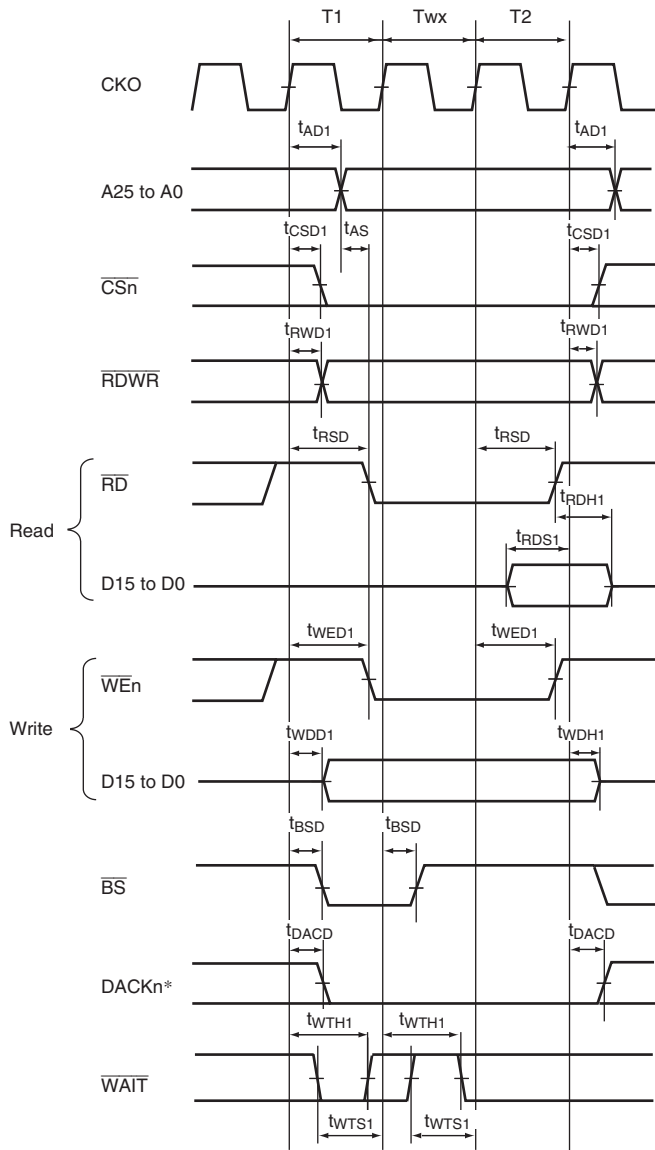 T1 Twx T2
CKO
tAD1 tAD1
A25 to A0
tCSD1 tAS tCSD1
CSn
tRWD1 tRWD1
RDWR
tRSD tRSD
RD
tRDH1
Read
tRDS1
D15 to D0
tWED1 tWED1
WEn
Write
tWDD1 tWDH1
D15 to D0
tBSD tBSD
BS
tDACD tDACD
DACKn*
tWTH1 tWTH1
WAIT
tWTS1 tWTS1